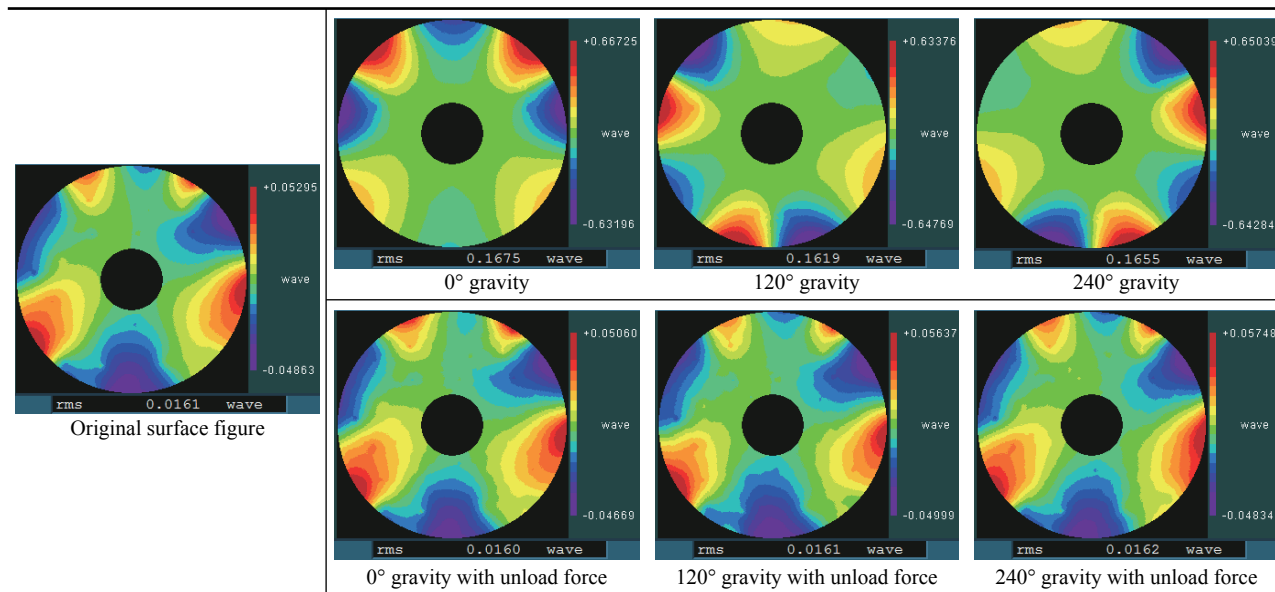 +0.05295
wave
-0.04863
rms 0.0161 wave
Original surface figure
+0.66725
wave
-0.63196
rms 0.1675 wave
0° gravity
+0.63376
wave
-0.64769
rms 0.1619 wave
120° gravity
+0.65039
wave
-0.64284
rms 0.1655 wave
240° gravity
+0.05060
wave
-0.04669
rms 0.0160 wave
0° gravity with unload force
+0.05637
wave
-0.04999
rms 0.0161 wave
120° gravity with unload force
+0.05748
wave
-0.04834
rms 0.0162 wave
240° gravity with unload force